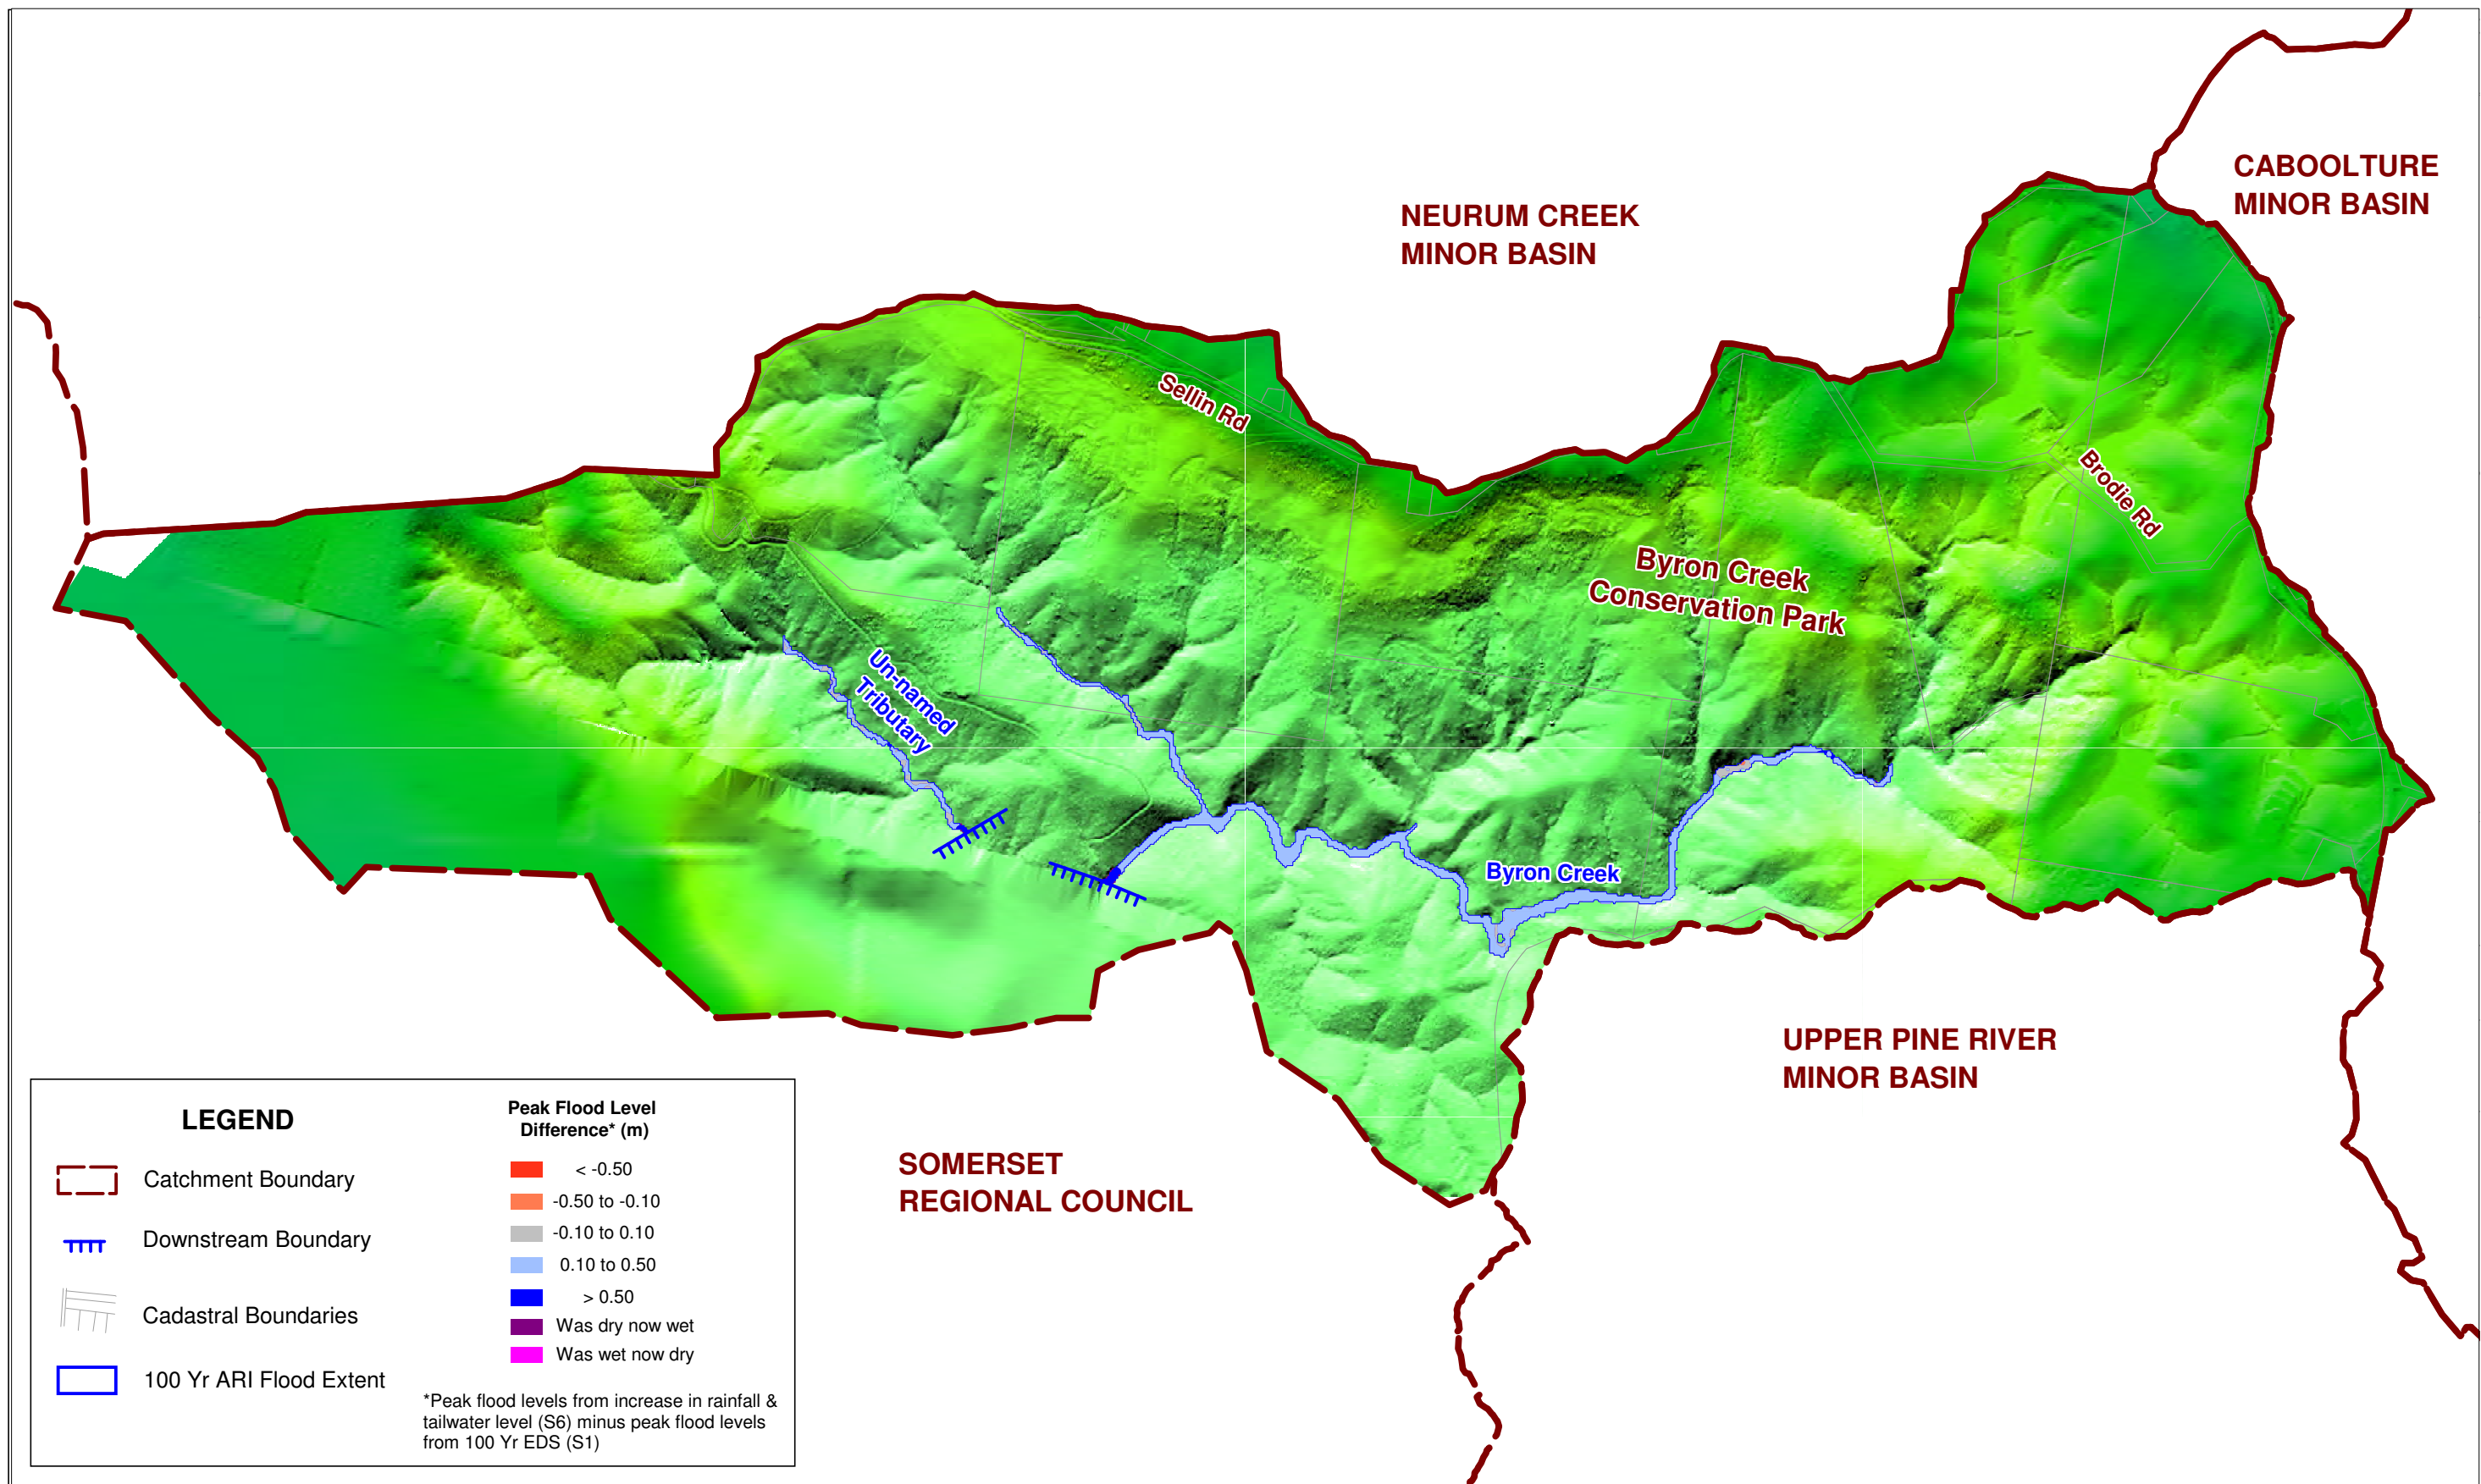 CABOOLTURE
MINOR BASIN
NEURUM CREEK
MINOR BASIN
Sellin Rd
Brodie Rd
Byron Creek
Conservation Park
Un-named
Tributary
Byron Creek
UPPER PINE RIVER
MINOR BASIN
SOMERSET
REGIONAL COUNCIL
LEGEND
Catchment Boundary
Downstream Boundary
Cadastral Boundaries
100 Yr ARI Flood Extent
Peak Flood Level
Difference* (m)
< -0.50
-0.50 to -0.10
-0.10 to 0.10
0.10 to 0.50
> 0.50
Was dry now wet
Was wet now dry
*Peak flood levels from increase in rainfall &
tailwater level (S6) minus peak flood levels
from 100 Yr EDS (S1)